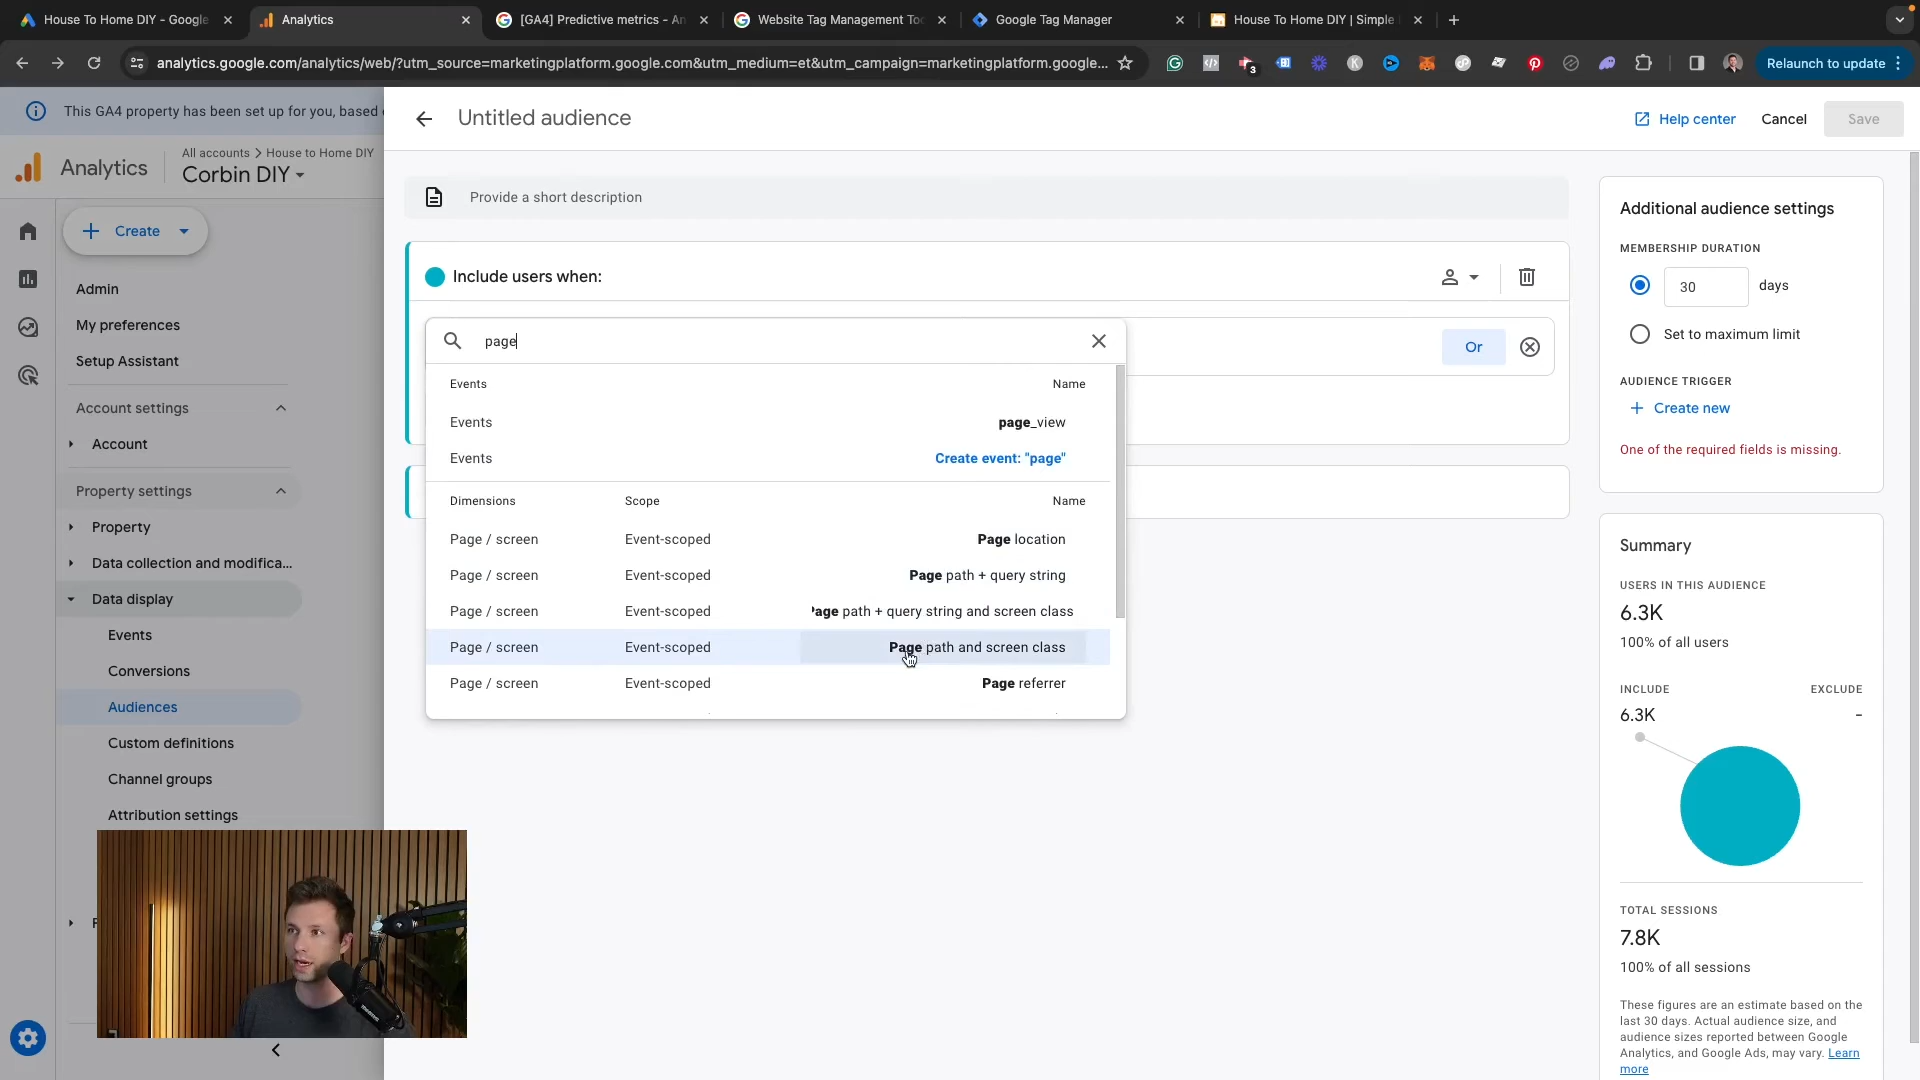 House To Home DIY - Google
Analytics
[GA4] Predictive metrics - An
Website Tag Management Too
Google Tag Manager
House To Home DIY | Simple
analytics.google.com/analytics/web/?utm_source=marketingplatform.google.com&utm_medium=et&utm_campaign=marketingplatform.google...
3
Relaunch to update
This GA4 property has been set up for you, based
Untitled audience
Help center
Cancel
Save
Analytics
All accounts > House to Home DIY
Corbin DIY
Create
Admin
My preferences
Setup Assistant
Account settings
Account
Property settings
Property
Data collection and modifica...
Data display
Events
Conversions
Audiences
Custom definitions
Channel groups
Attribution settings
Provide a short description
Include users when:
page
Or
Events Name
Events page_view
Events Create event: "page"
Dimensions Scope Name
Page / screen Event-scoped Page location
Page / screen Event-scoped Page path + query string
Page / screen Event-scoped Page path + query string and screen class
Page / screen Event-scoped Page path and screen class
Page / screen Event-scoped Page referrer
Additional audience settings
MEMBERSHIP DURATION
30 days
Set to maximum limit
AUDIENCE TRIGGER
Create new
One of the required fields is missing.
Summary
USERS IN THIS AUDIENCE
6.3K
100% of all users
INCLUDE EXCLUDE
6.3K -
TOTAL SESSIONS
7.8K
100% of all sessions
These figures are an estimate based on the
last 30 days. Actual audience size, and
audience sizes reported between Google
Analytics, and Google Ads, may vary. Learn
more